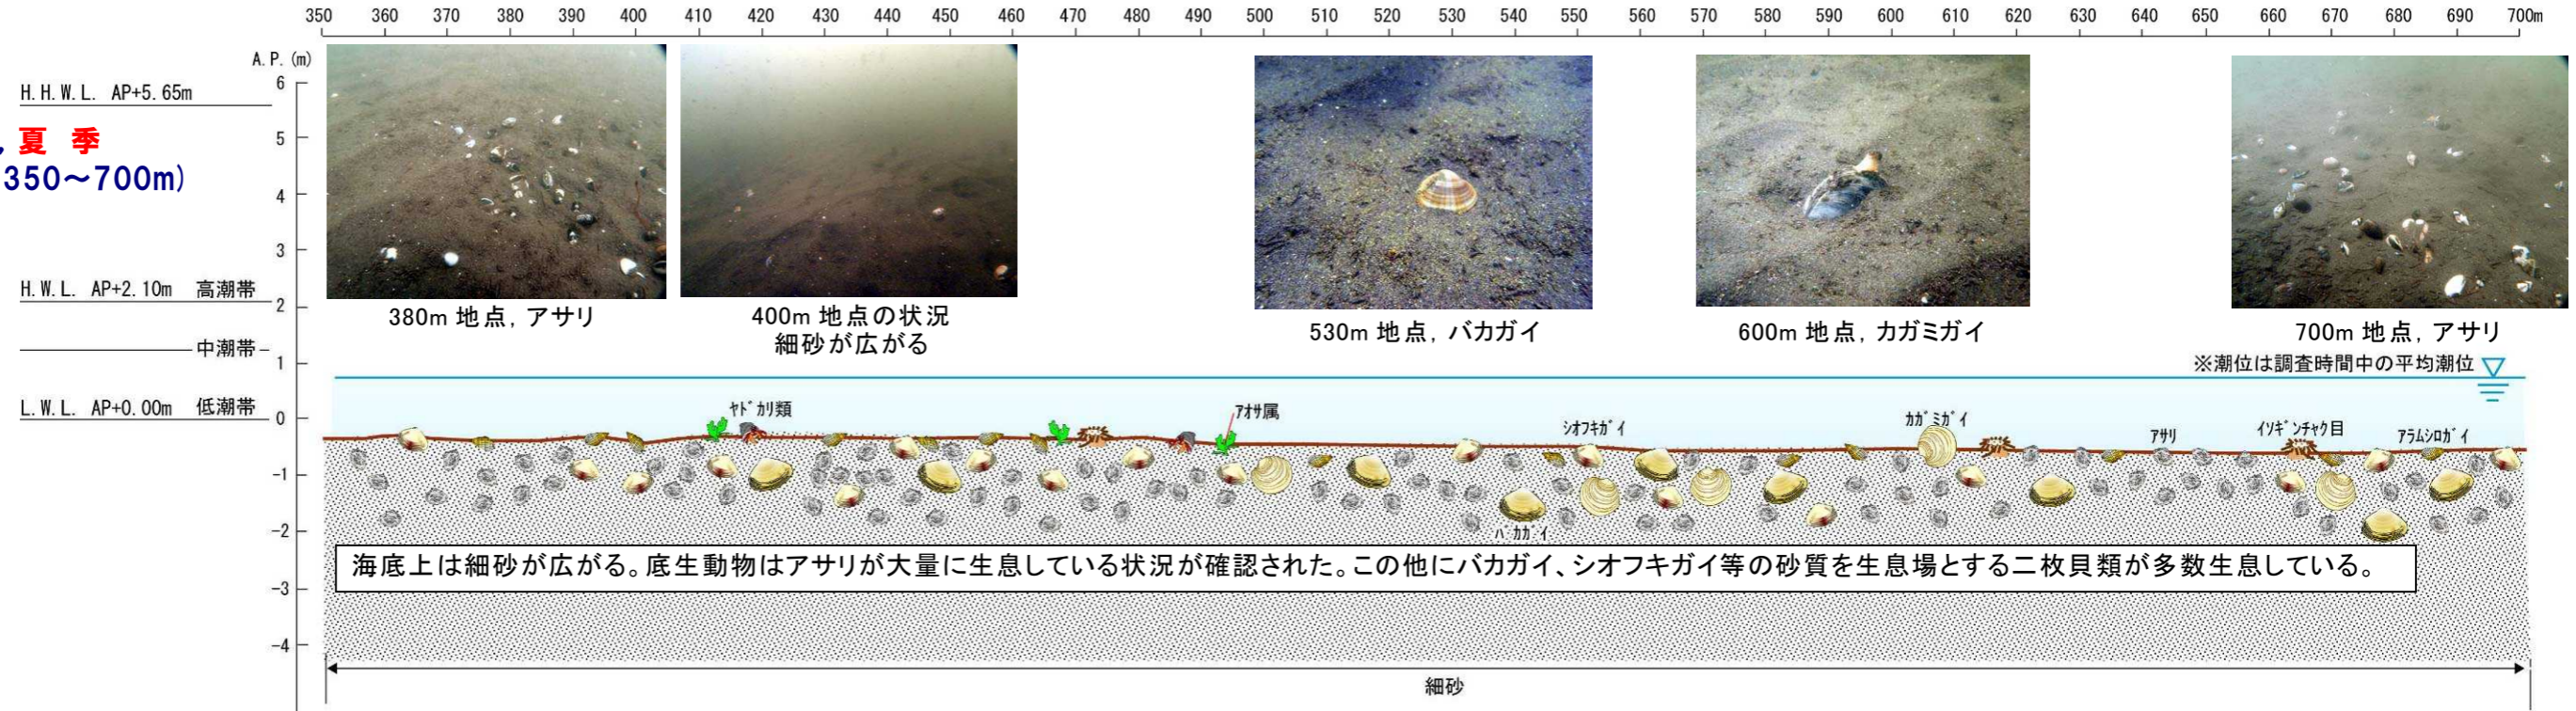 350 360 370 380 390 400 410 420 430 440 450 460 470 480 490 500 510 520 530 540 550 560 570 580 590 600 610 620 630 640 650 660 670 680 690 700m
A.P.(m)
6
H.H.W.L. AP+5.65m
夏季
5
350～700m)
4
3
H.W.L. AP+2.10m 高潮帯
2
380m 地点, アサリ
400m 地点の状況
細砂が広がる
530m 地点, バカガイ
600m 地点, カガミガイ
700m 地点, アサリ
中潮帯
1
※潮位は調査時間中の平均潮位
L.W.L. AP+0.00m 低潮帯
0
ヤドカリ類
アオサ属
シオフキガイ
カガミガイ
アサリ
イソギンチャク目
アラムシロガイ
-1
-2
バカガイ
海底上は細砂が広がる。底生動物はアサリが大量に生息している状況が確認された。この他にバカガイ、シオフキガイ等の砂質を生息場とする二枚貝類が多数生息している。
-3
-4
細砂